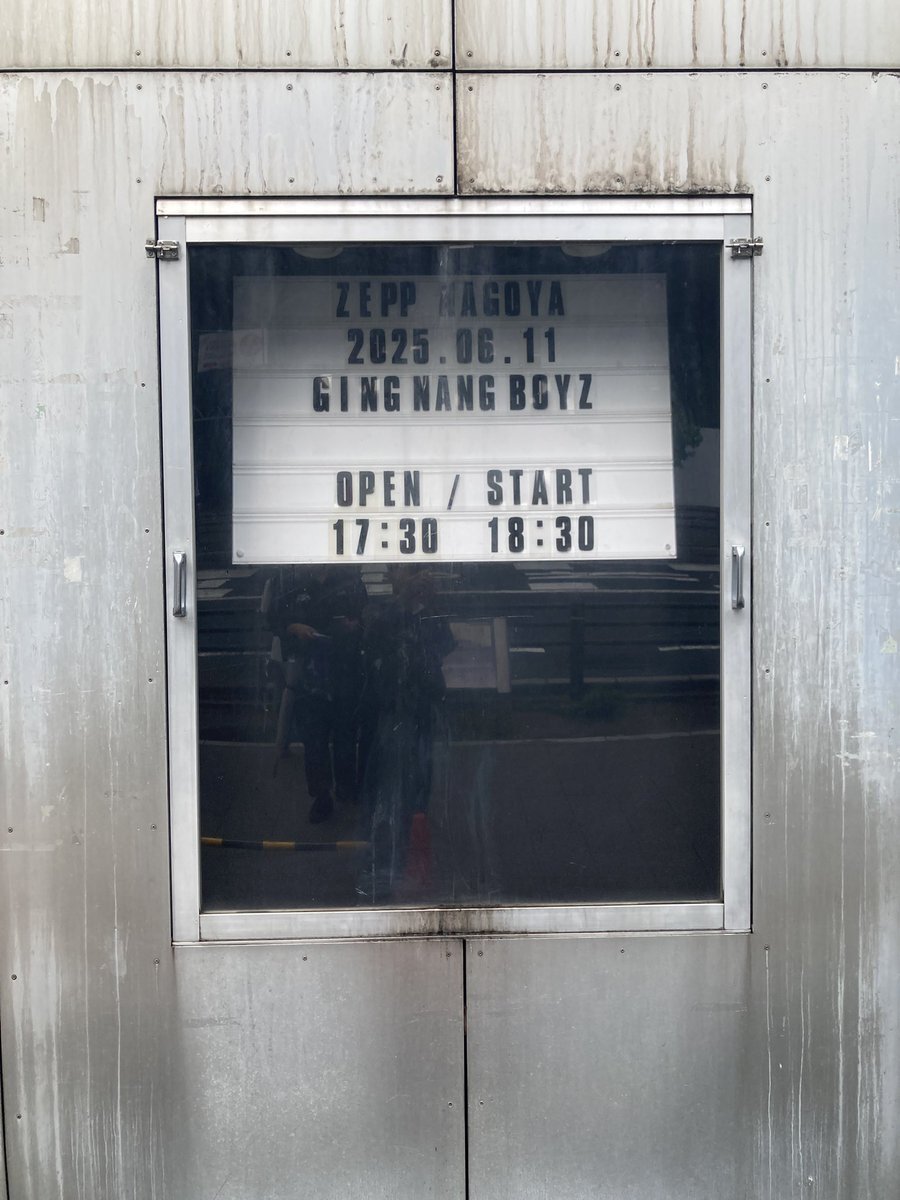 ZEPP NAGOYA
2025.06.11
GING NANG BOYZ
OPEN / START
17:30 18:30